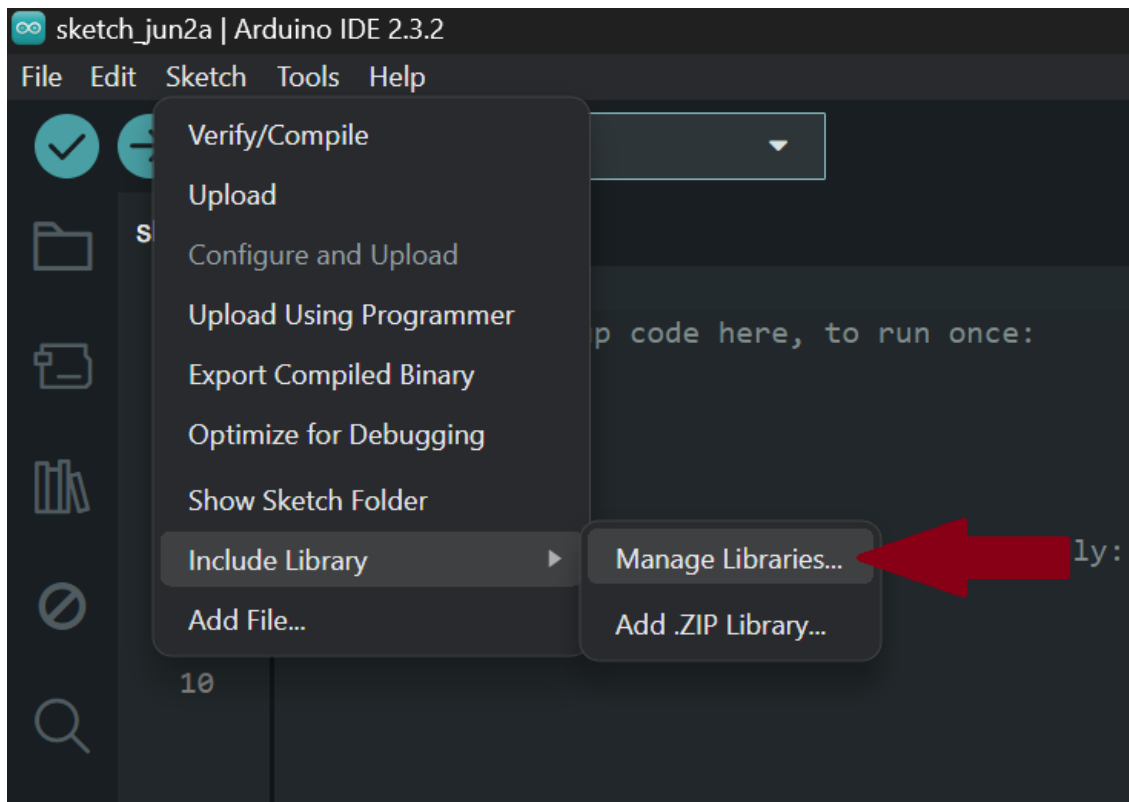 sketch_jun2a | Arduino IDE 2.3.2
File Edit Sketch Tools Help
Verify/Compile
Upload
Configure and Upload
Upload Using Programmer
Export Compiled Binary
Optimize for Debugging
Show Sketch Folder
Include Library
Add File...
Manage Libraries...
Add .ZIP Library...
code here, to run once:
10